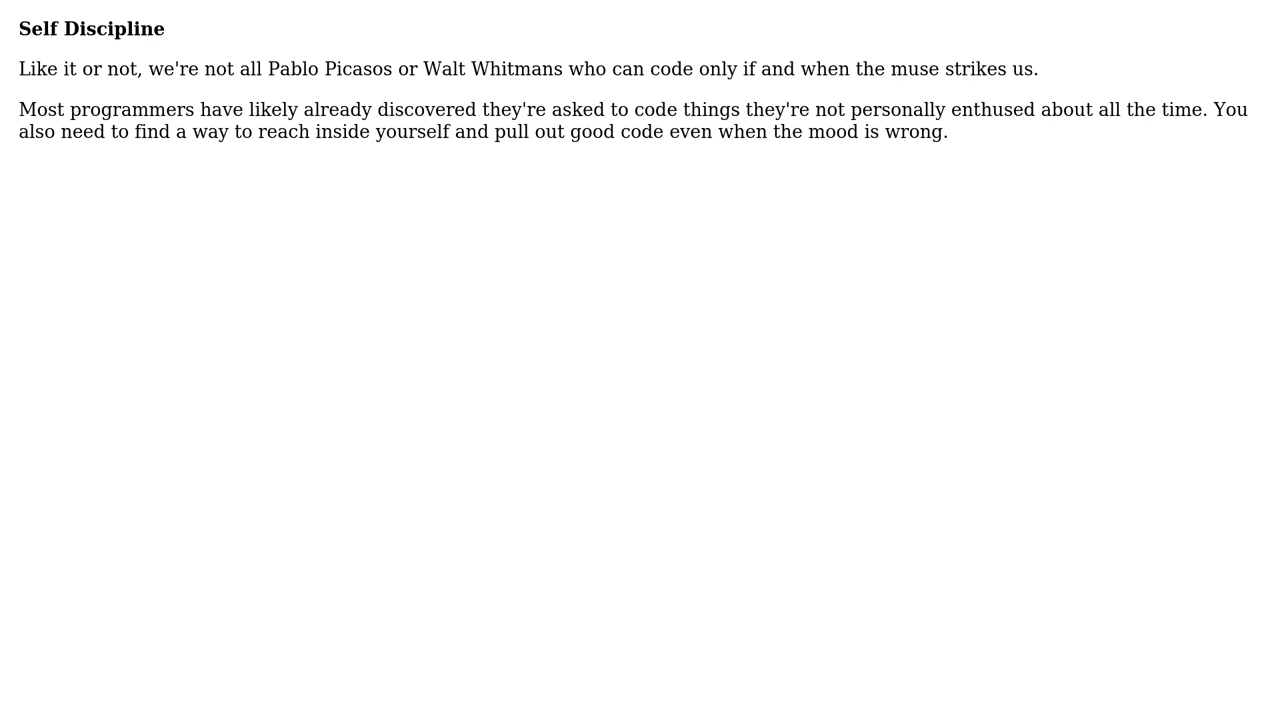 Self Discipline
Like it or not, we're not all Pablo Picasos or Walt Whitmans who can code only if and when the muse strikes us.
Most programmers have likely already discovered they're asked to code things they're not personally enthused about all the time. You
also need to find a way to reach inside yourself and pull out good code even when the mood is wrong.